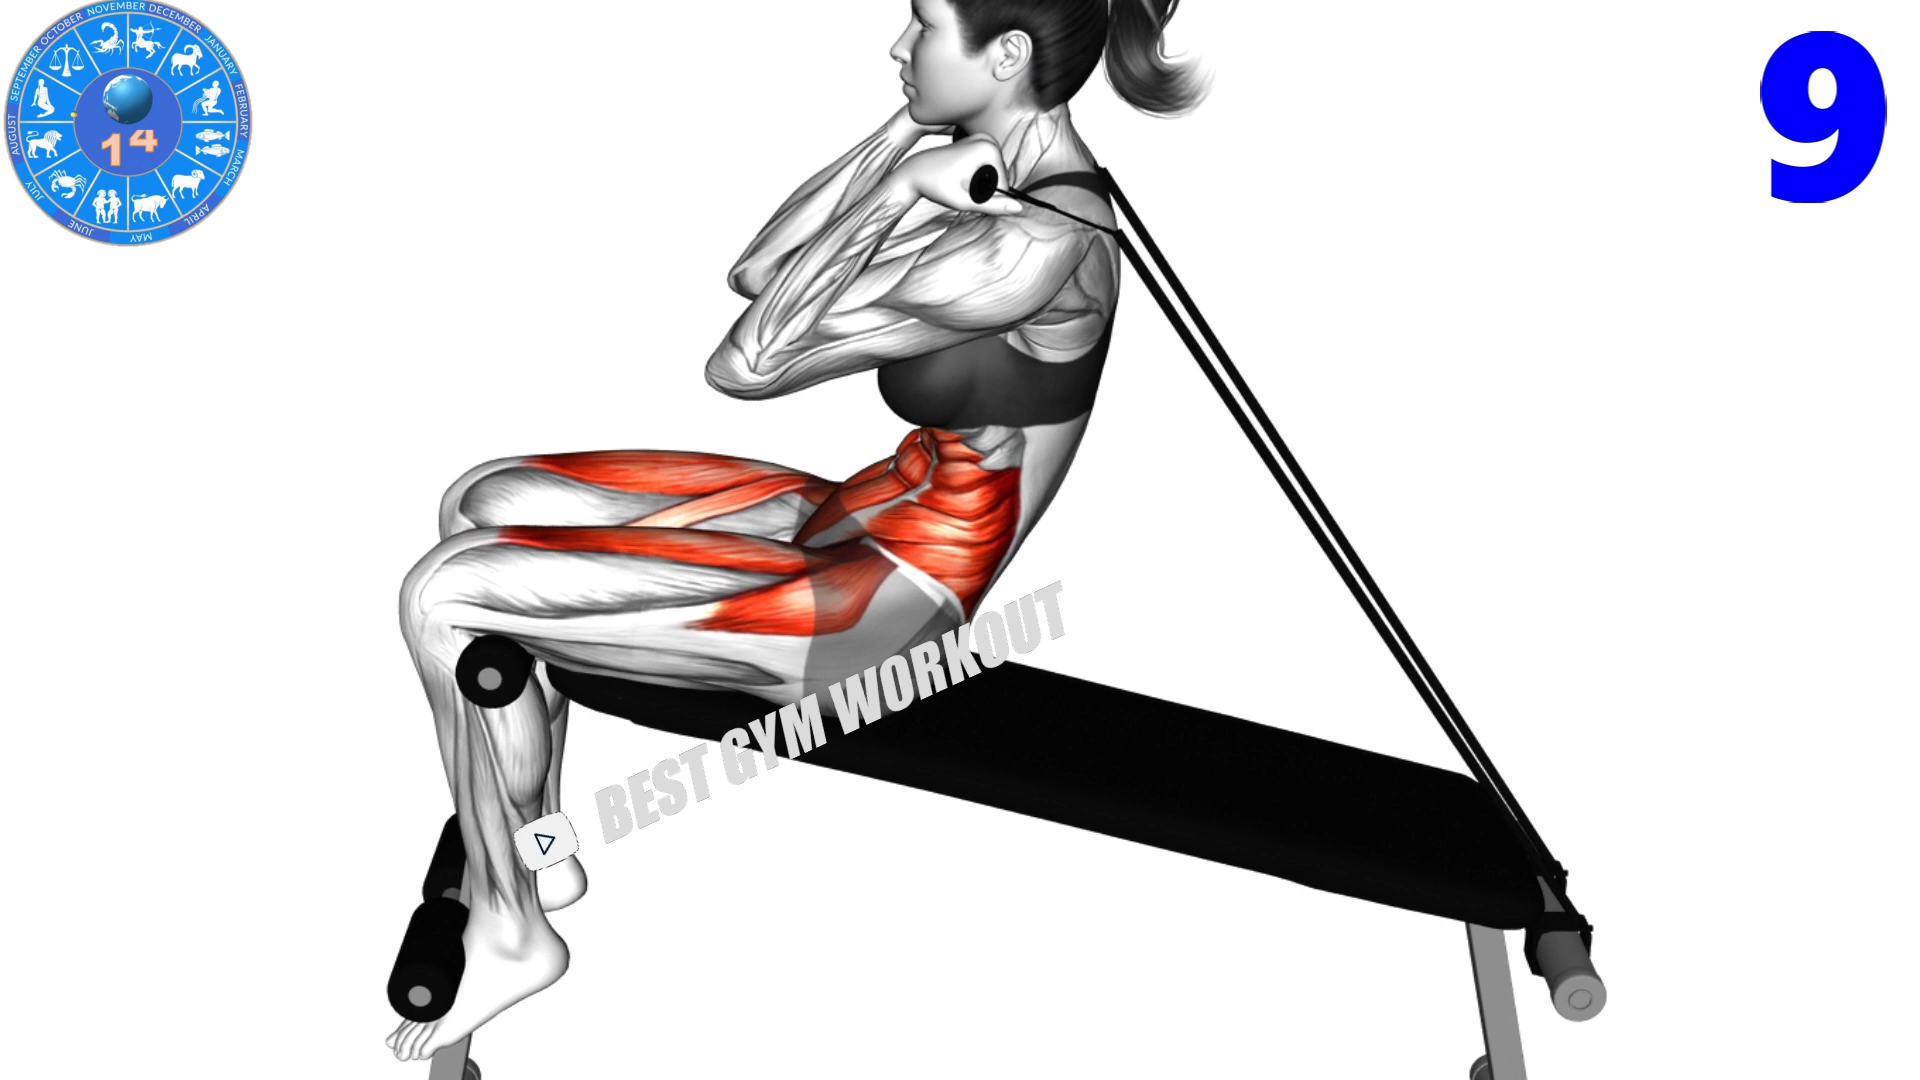 NOVEMBER
DECEMBER
JANUARY
FEBRUARY
MARCH
APRIL
MAY
JUNE
JULY
AUGUST
SEPTEMBER
OCTOBER
14
9
BEST GYM WORKOUT